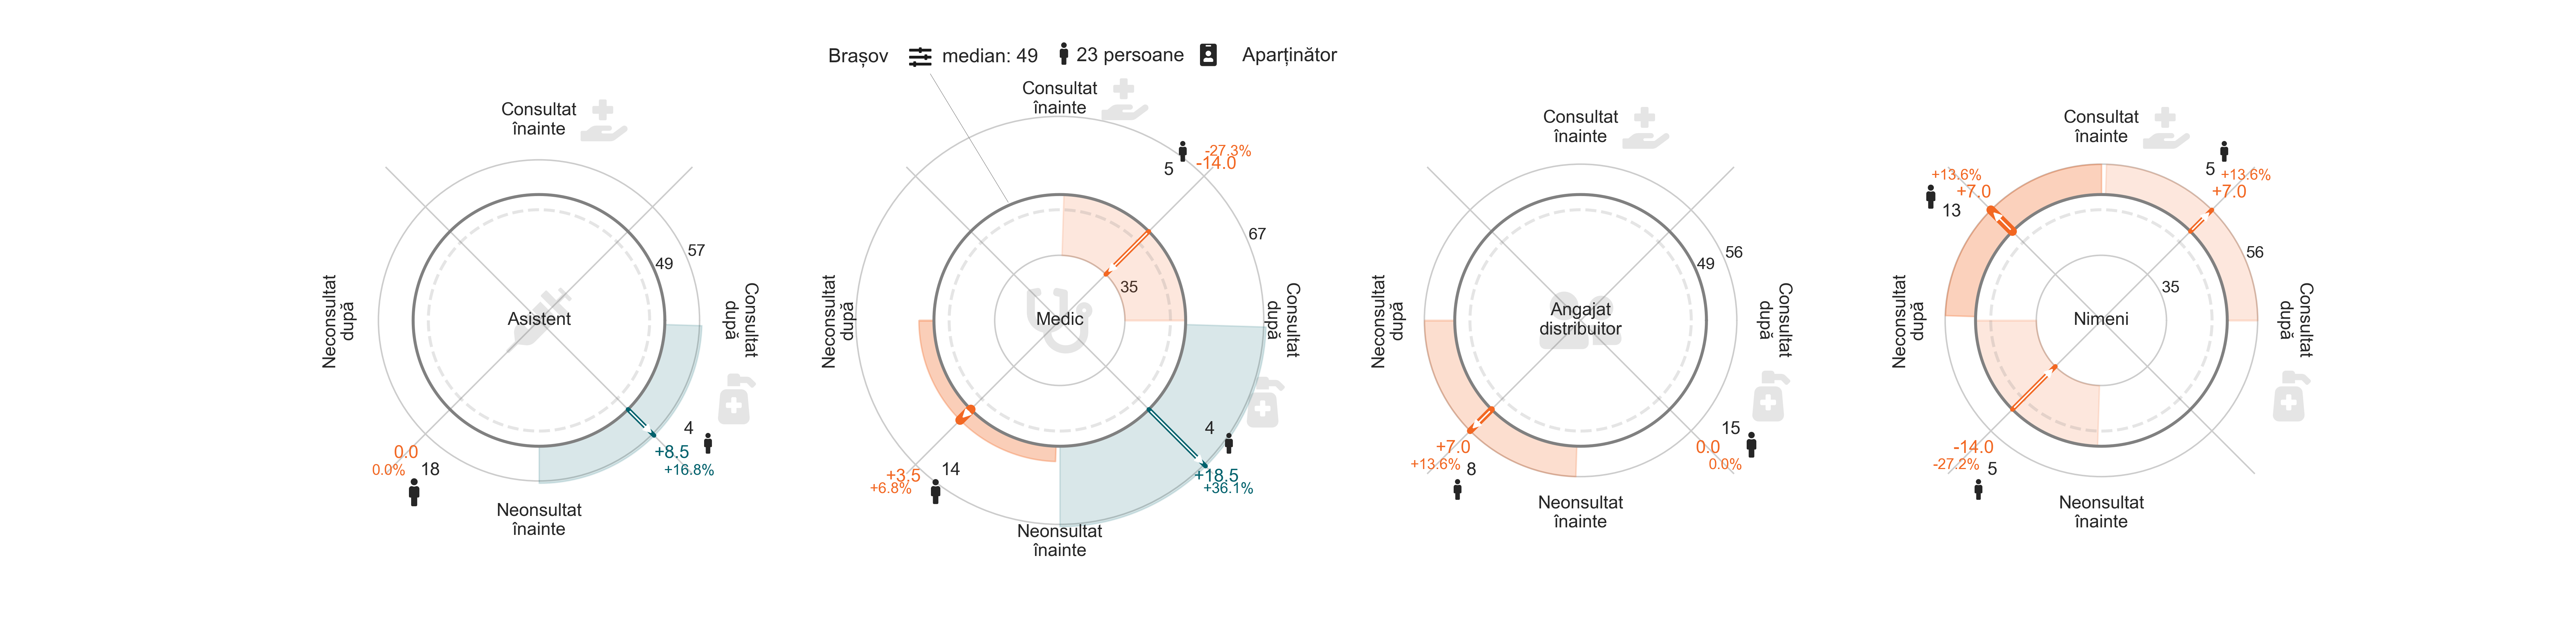 Brașov median: 49 23 persoane Aparținător
Consultat
înainte
Neconsultat
după
Asistent
49
57
Consultat
după
4
+8.5
+16.8%
0.0
0.0%
18
Neonsultat
înainte
Consultat
înainte
5
-27.3%
-14.0
67
35
Neconsultat
după
Medic
Consultat
după
4
+18.5
+36.1%
+3.5
+6.8%
14
Neonsultat
înainte
Consultat
înainte
Neconsultat
după
Angajat
distribuitor
49
56
Consultat
după
15
0.0
0.0%
+7.0
+13.6%
8
Neonsultat
înainte
Consultat
înainte
+13.6%
+7.0
13
5
+13.6%
+7.0
56
35
Neconsultat
după
Nimeni
Consultat
după
-14.0
-27.2%
5
Neonsultat
înainte